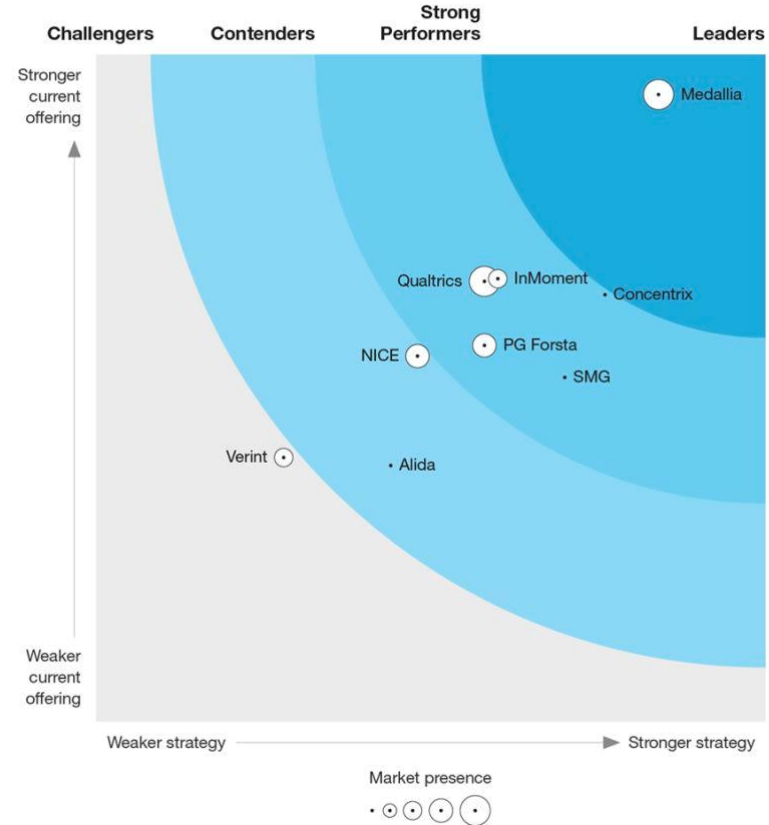 Challengers
Contenders
Strong
Performers
Leaders
Stronger
current
offering
Medallia
Qualtrics
InMoment
Concentrix
NICE
PG Forsta
SMG
Verint
Alida
Weaker
current
offering
Weaker strategy
Stronger strategy
Market presence